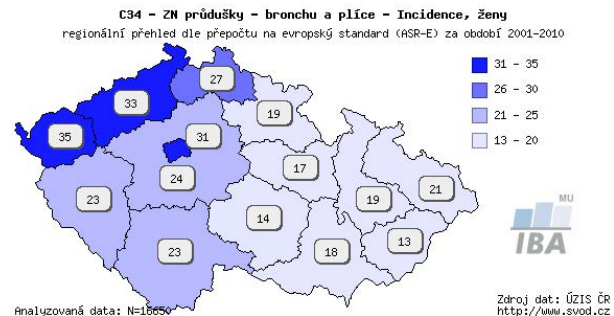 C34 - ZN průdušky - bronchu a plíce - Incidence, ženy
regionální přehled dle přepočtu na evropský standard (ASR-E) za období 2001-2010
31 - 35
26 - 30
21 - 25
13 - 20
27
33
19
35
31
17
24
21
23
19
14
23
18
13
MU
IBA
Analyzovaná data: N=16650
Zdroj dat: ÚZIS ČR
http://www.svod.cz